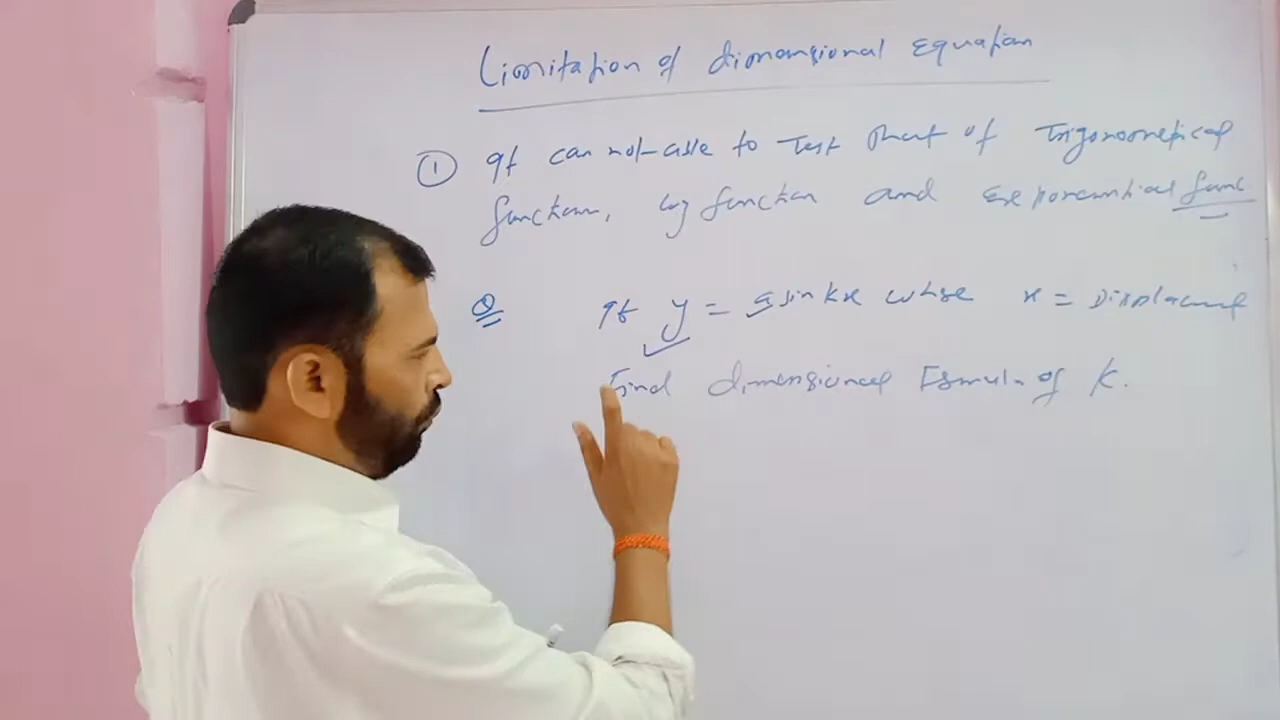 Limitation of dimensional Equation
① It can not able to Test that of Trigonometrical
function, log function and Exponential func
Q If y = a sin kx where x = Displacement
Find dimensional Formula of K.